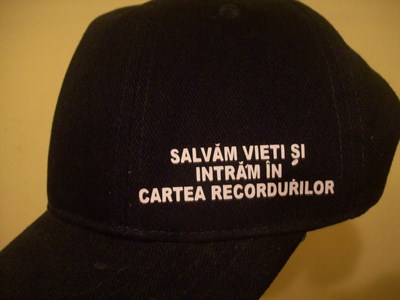 SALVĂM VIEȚI ȘI
INTRĂM ÎN
CARTEA RECORDURILOR